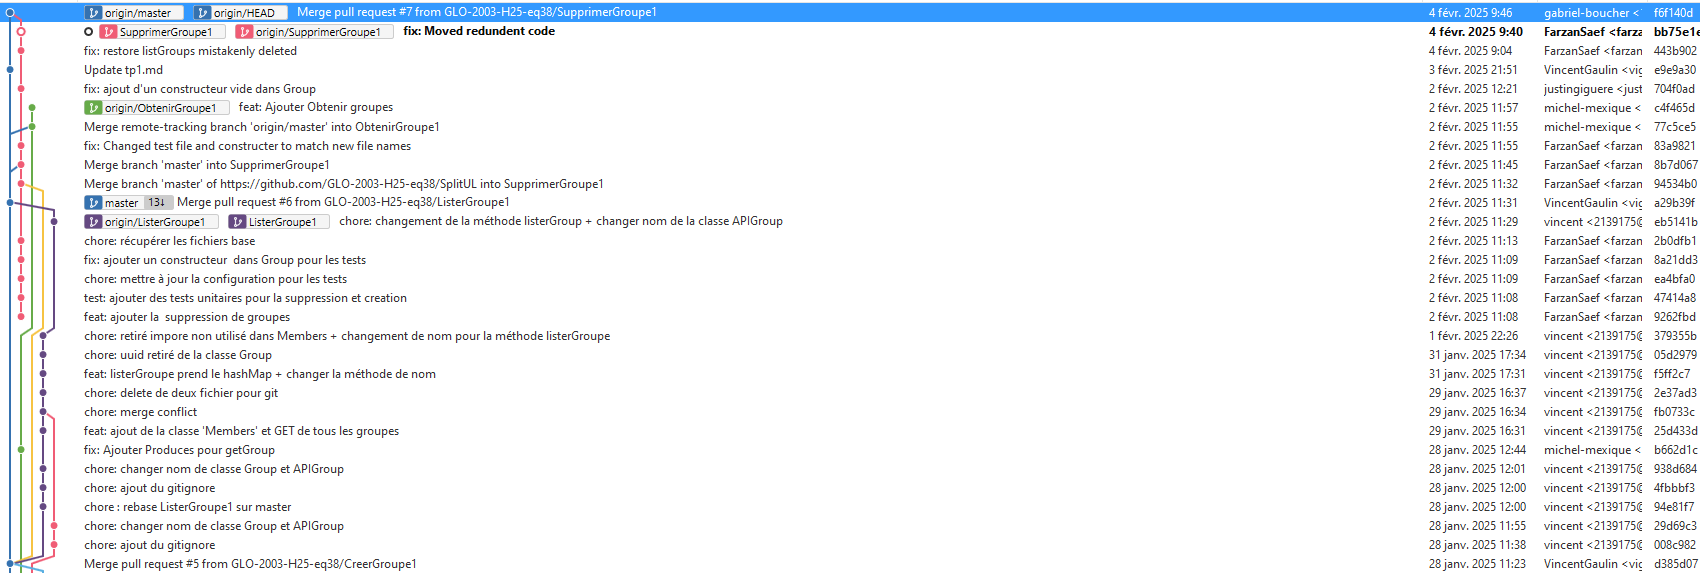 origin/master origin/HEAD Merge pull request #7 from GLO-2003-H25-eq38/SupprimerGroupe1 4 févr. 2025 9:46 gabriel-boucher < f6f140d
SupprimerGroupe1 origin/SupprimerGroupe1 fix: Moved redundent code 4 févr. 2025 9:40 FarzanSaef <farza bb75e1e
fix: restore listGroups mistakenly deleted 4 févr. 2025 9:04 FarzanSaef <farzan 443b902
Update tp1.md 3 févr. 2025 21:51 VincentGaulin <vig e9e9a30
fix: ajout d'un constructeur vide dans Group 2 févr. 2025 12:21 justingiguere <just 704f0ad
origin/ObtenirGroupe1 feat: Ajouter Obtenir groupes 2 févr. 2025 11:57 michel-mexique < c4f465d
Merge remote-tracking branch 'origin/master' into ObtenirGroupe1 2 févr. 2025 11:55 michel-mexique < 77c5ce5
fix: Changed test file and constructer to match new file names 2 févr. 2025 11:55 FarzanSaef <farzan 83a9821
Merge branch 'master' into SupprimerGroupe1 2 févr. 2025 11:45 FarzanSaef <farzan 8b7d067
Merge branch 'master' of https://github.com/GLO-2003-H25-eq38/SplitUL into SupprimerGroupe1 2 févr. 2025 11:32 FarzanSaef <farzan 94534b0
master 13↓ Merge pull request #6 from GLO-2003-H25-eq38/ListerGroupe1 2 févr. 2025 11:31 VincentGaulin <vig a29b39f
origin/ListerGroupe1 ListerGroupe1 chore: changement de la méthode listerGroup + changer nom de la classe APIGroup 2 févr. 2025 11:29 vincent <2139175@ eb5141b
chore: récupérer les fichiers base 2 févr. 2025 11:13 FarzanSaef <farzan 2b0dfb1
fix: ajouter un constructeur  dans Group pour les tests 2 févr. 2025 11:09 FarzanSaef <farzan 8a21dd3
chore: mettre à jour la configuration pour les tests 2 févr. 2025 11:09 FarzanSaef <farzan ea4bfa0
test: ajouter des tests unitaires pour la suppression et creation 2 févr. 2025 11:08 FarzanSaef <farzan 47414a8
feat: ajouter la  suppression de groupes 2 févr. 2025 11:08 FarzanSaef <farzan 9262fbd
chore: retiré impore non utilisé dans Members + changement de nom pour la méthode listerGroupe 1 févr. 2025 22:26 vincent <2139175@ 379355b
chore: uuid retiré de la classe Group 31 janv. 2025 17:34 vincent <2139175@ 05d2979
feat: listerGroupe prend le hashMap + changer la méthode de nom 31 janv. 2025 17:31 vincent <2139175@ f5ff2c7
chore: delete de deux fichier pour git 29 janv. 2025 16:37 vincent <2139175@ 2e37ad3
chore: merge conflict 29 janv. 2025 16:34 vincent <2139175@ fb0733c
feat: ajout de la classe 'Members' et GET de tous les groupes 29 janv. 2025 16:31 vincent <2139175@ 25d433d
fix: Ajouter Produces pour getGroup 28 janv. 2025 12:44 michel-mexique < b662d1c
chore: changer nom de classe Group et APIGroup 28 janv. 2025 12:01 vincent <2139175@ 938d684
chore: ajout du gitignore 28 janv. 2025 12:00 vincent <2139175@ 4fbbbf3
chore : rebase ListerGroupe1 sur master 28 janv. 2025 12:00 vincent <2139175@ 94e81f7
chore: changer nom de classe Group et APIGroup 28 janv. 2025 11:55 vincent <2139175@ 29d69c3
chore: ajout du gitignore 28 janv. 2025 11:38 vincent <2139175@ 008c982
Merge pull request #5 from GLO-2003-H25-eq38/CreerGroupe1 28 janv. 2025 11:23 VincentGaulin <vig d385d07